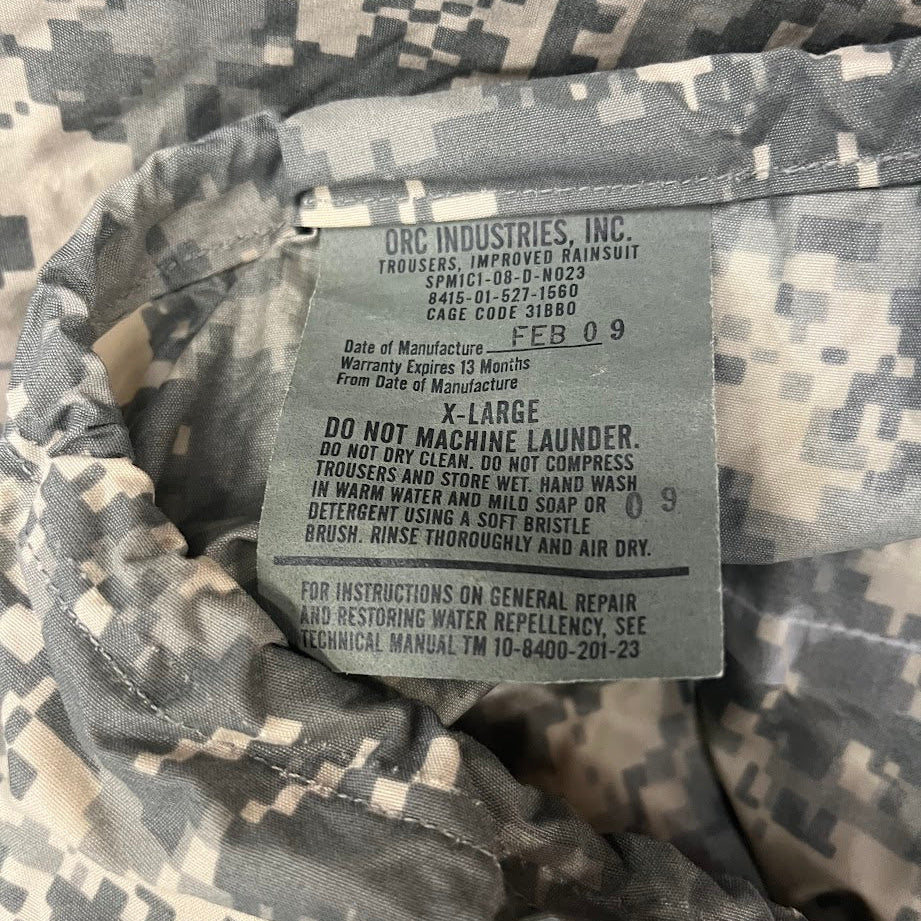 ORC INDUSTRIES, INC.
TROUSERS, IMPROVED RAINSUIT
SPM1C1-08-D-N023
8415-01-527-1560
CAGE CODE 31BB0
Date of Manufacture FEB 09
Warranty Expires 13 Months
From Date of Manufacture
X-LARGE
DO NOT MACHINE LAUNDER.
DO NOT DRY CLEAN. DO NOT COMPRESS
TROUSERS AND STORE WET. HAND WASH
IN WARM WATER AND MILD SOAP OR 09
DETERGENT USING A SOFT BRISTLE
BRUSH. RINSE THOROUGHLY AND AIR DRY.
FOR INSTRUCTIONS ON GENERAL REPAIR
AND RESTORING WATER REPELLENCY, SEE
TECHNICAL MANUAL TM 10-8400-201-23